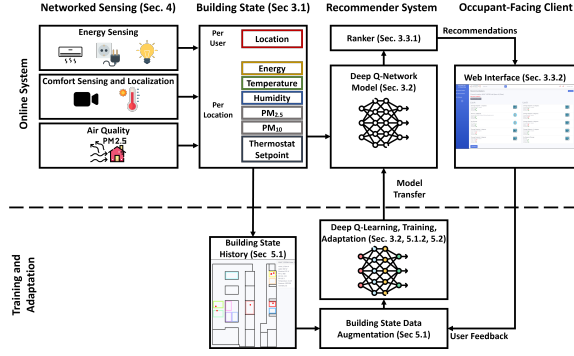 Networked Sensing (Sec. 4)
Building State (Sec 3.1)
Recommender System
Occupant-Facing Client
Online System
Energy Sensing
Comfort Sensing and Localization
Air Quality
PM2.5
Per
User
Location
Per
Location
Energy
Temperature
Humidity
PM2.5
PM10
Thermostat
Setpoint
Ranker (Sec. 3.3.1)
Recommendations
Deep Q-Network
Model (Sec. 3.2)
Web Interface (Sec. 3.3.2)
Model
Transfer
Training and
Adaptation
Building State
History (Sec 5.1)
Deep Q-Learning, Training,
Adaptation (Sec. 3.2, 5.1.2, 5.2)
Building State Data
Augmentation (Sec 5.1)
User Feedback